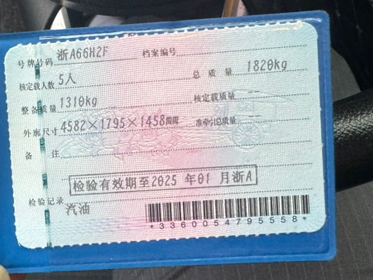 号牌号码 浙A66H2F 档案编号
核定载人数 5人 总质量 1820kg
整备质量 1310kg 核定载质量 --
外廓尺寸 4582×1795×1458mm 准牵引总质量 --
备注
检验有效期至2025年01月浙A
检验记录
汽油
*3360054795558*